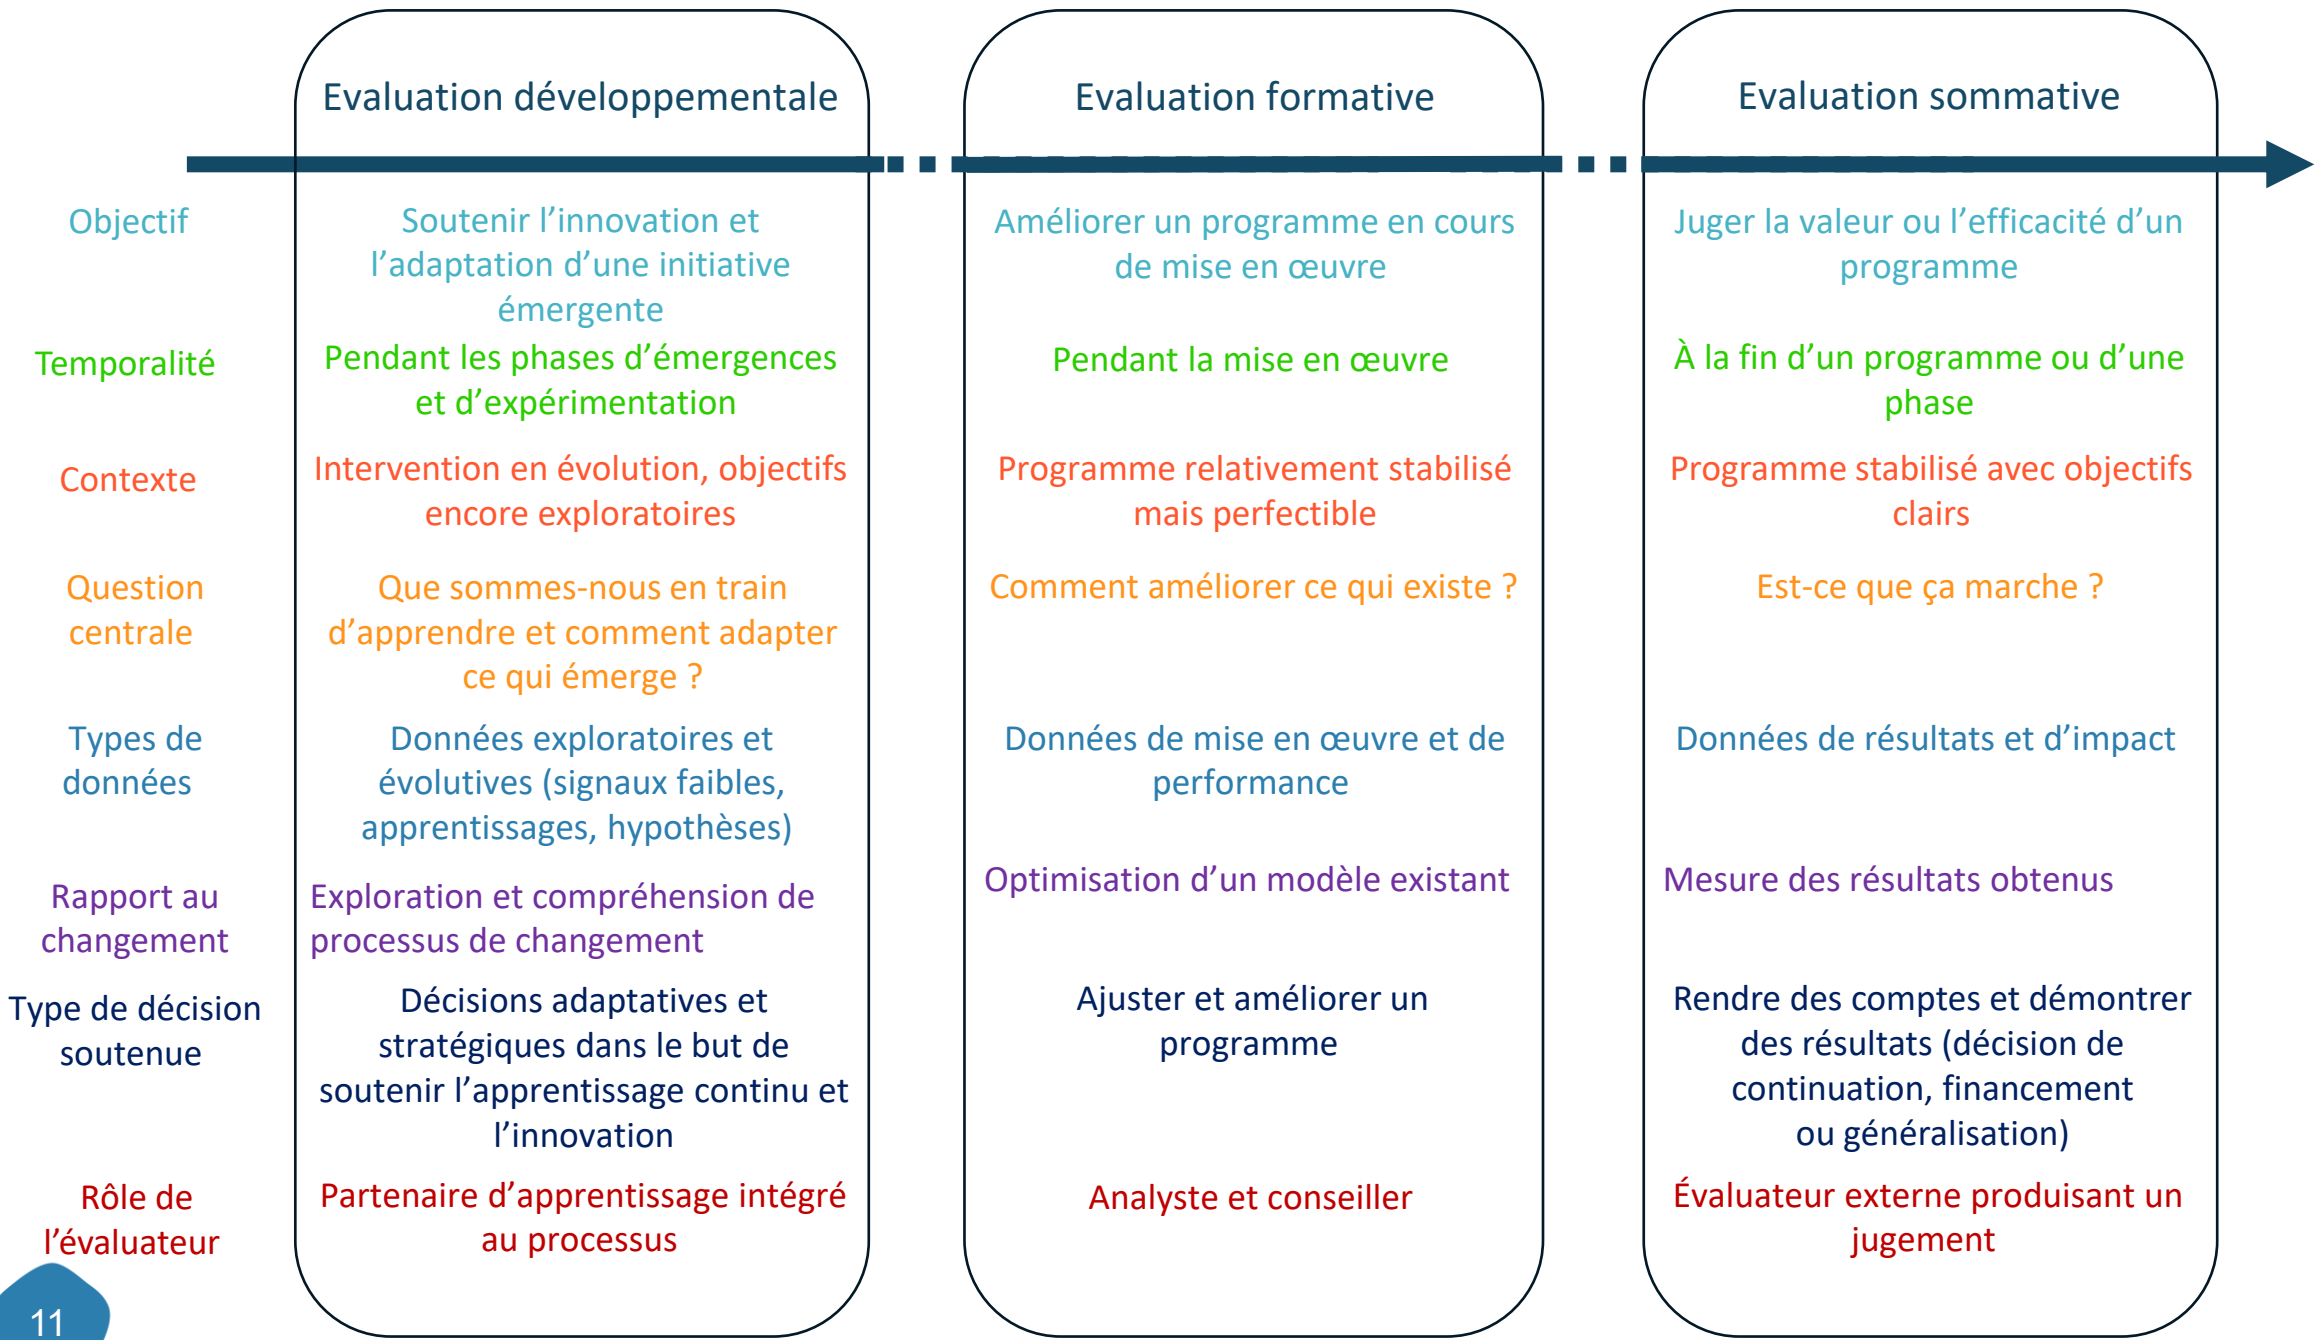 Evaluation développementale
Evaluation formative
Evaluation sommative
Objectif
Soutenir l’innovation et
l’adaptation d’une initiative
émergente
Améliorer un programme en cours
de mise en œuvre
Juger la valeur ou l’efficacité d’un
programme
Temporalité
Pendant les phases d’émergences
et d’expérimentation
Pendant la mise en œuvre
À la fin d’un programme ou d’une
phase
Contexte
Intervention en évolution, objectifs
encore exploratoires
Programme relativement stabilisé
mais perfectible
Programme stabilisé avec objectifs
clairs
Question
centrale
Que sommes-nous en train
d’apprendre et comment adapter
ce qui émerge ?
Comment améliorer ce qui existe ?
Est-ce que ça marche ?
Types de
données
Données exploratoires et
évolutives (signaux faibles,
apprentissages, hypothèses)
Données de mise en œuvre et de
performance
Données de résultats et d’impact
Rapport au
changement
Exploration et compréhension de
processus de changement
Optimisation d’un modèle existant
Mesure des résultats obtenus
Type de décision
soutenue
Décisions adaptatives et
stratégiques dans le but de
soutenir l’apprentissage continu et
l’innovation
Ajuster et améliorer un
programme
Rendre des comptes et démontrer
des résultats (décision de
continuation, financement
ou généralisation)
Rôle de
l’évaluateur
Partenaire d’apprentissage intégré
au processus
Analyste et conseiller
Évaluateur externe produisant un
jugement
11